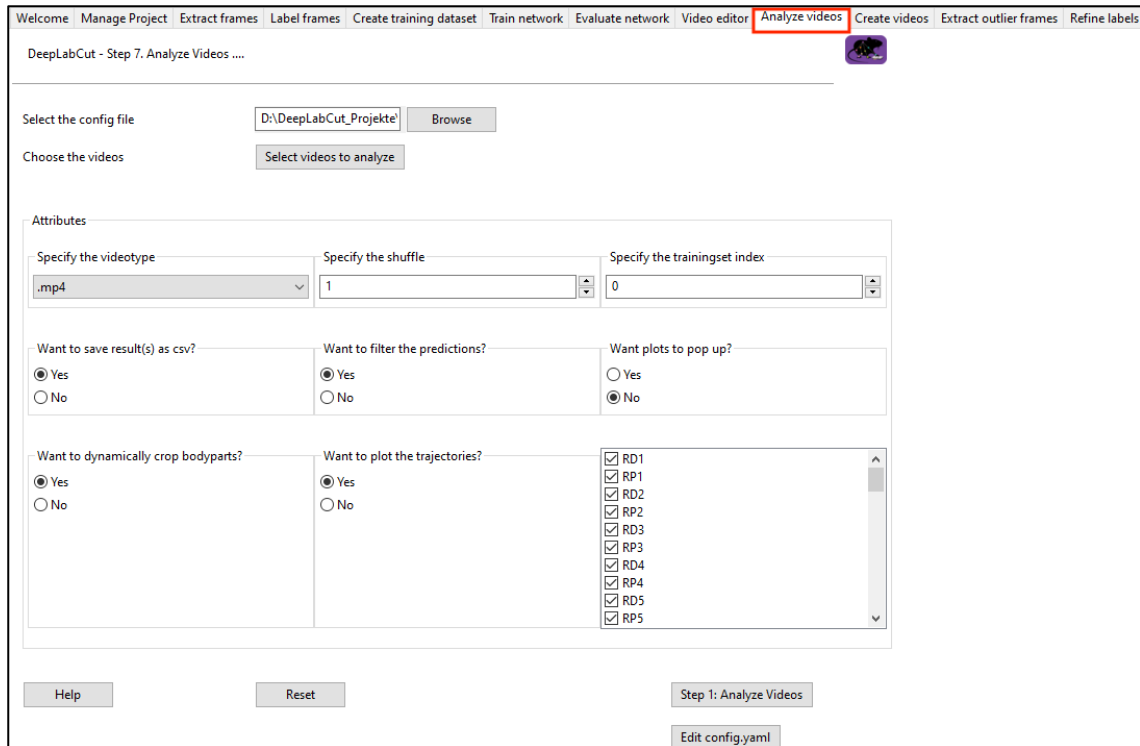 Welcome Manage Project Extract frames Label frames Create training dataset Train network Evaluate network Video editor Analyze videos Create videos Extract outlier frames Refine labels
DeepLabCut - Step 7. Analyze Videos ....
Select the config file D:\DeepLabCut_Projekte\ Browse
Choose the videos Select videos to analyze
Attributes
Specify the videotype Specify the shuffle Specify the trainingset index
.mp4 1 0
Want to save result(s) as csv? Want to filter the predictions? Want plots to pop up?
Yes Yes Yes
No No No
Want to dynamically crop bodyparts? Want to plot the trajectories?
Yes Yes
No No
RD1
RP1
RD2
RP2
RD3
RP3
RD4
RP4
RD5
RP5
Help Reset Step 1: Analyze Videos
Edit config.yaml